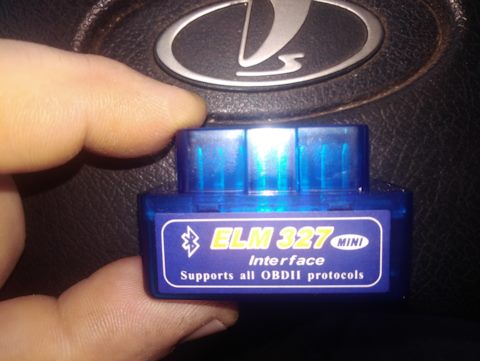 ELM 327 MINI
Interface
Supports all OBDII protocols